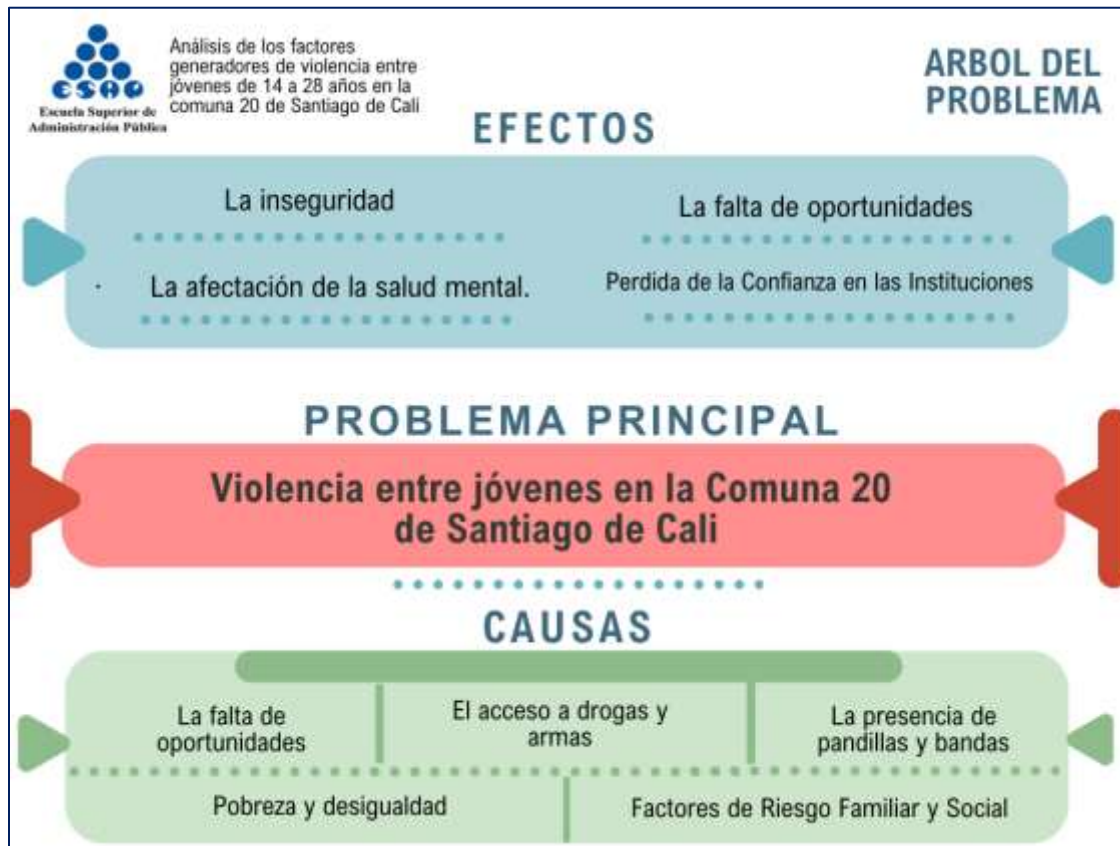 ESAP
Escuela Superior de
Administración Pública
Análisis de los factores
generadores de violencia entre
jóvenes de 14 a 28 años en la
comuna 20 de Santiago de Cali
ARBOL DEL
PROBLEMA
EFECTOS
La inseguridad
La falta de oportunidades
La afectación de la salud mental.
Perdida de la Confianza en las Instituciones
PROBLEMA PRINCIPAL
Violencia entre jóvenes en la Comuna 20
de Santiago de Cali
CAUSAS
La falta de
oportunidades
El acceso a drogas y
armas
La presencia de
pandillas y bandas
Pobreza y desigualdad
Factores de Riesgo Familiar y Social